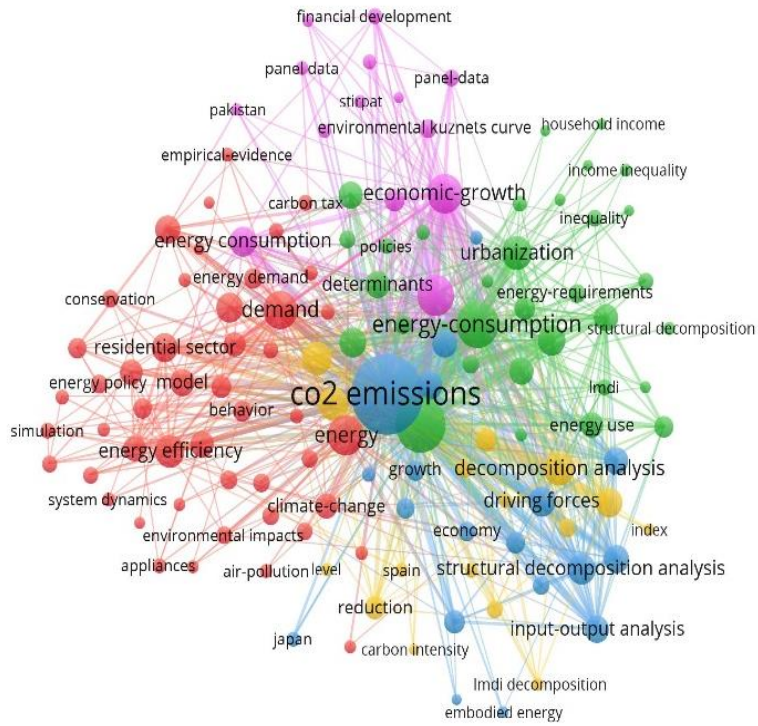 financial development
panel data
panel-data
stirpat
pakistan
environmental kuznets curve
household income
empirical-evidence
income inequality
carbon tax
economic-growth
inequality
energy consumption
policies
urbanization
energy demand
determinants
energy-requirements
conservation
demand
energy-consumption
structural decomposition
residential sector
energy policy
model
co2 emissions
lmdi
behavior
simulation
energy
energy use
energy efficiency
growth
decomposition analysis
system dynamics
climate-change
driving forces
environmental impacts
economy
index
appliances
air-pollution
level
spain
structural decomposition analysis
reduction
input-output analysis
japan
carbon intensity
lmdi decomposition
embodied energy